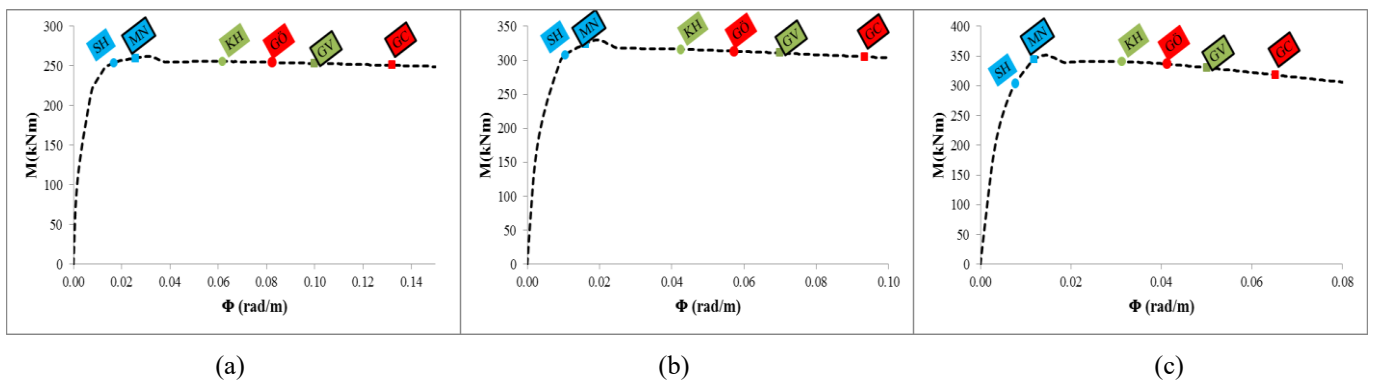 300
250
200
150
100
50
0
M(kNm)
SH
MN
KH
GÖ
GV
GC
0.00 0.02 0.04 0.06 0.08 0.10 0.12 0.14
Φ (rad/m)
350
300
250
200
150
100
50
0
M(kNm)
SH
MN
KH
GÖ
GV
GC
0.00 0.02 0.04 0.06 0.08 0.10
Φ (rad/m)
400
350
300
250
200
150
100
50
0
M(kNm)
SH
MN
KH
GÖ
GV
GC
0.00 0.02 0.04 0.06 0.08
Φ (rad/m)
(a) (b) (c)